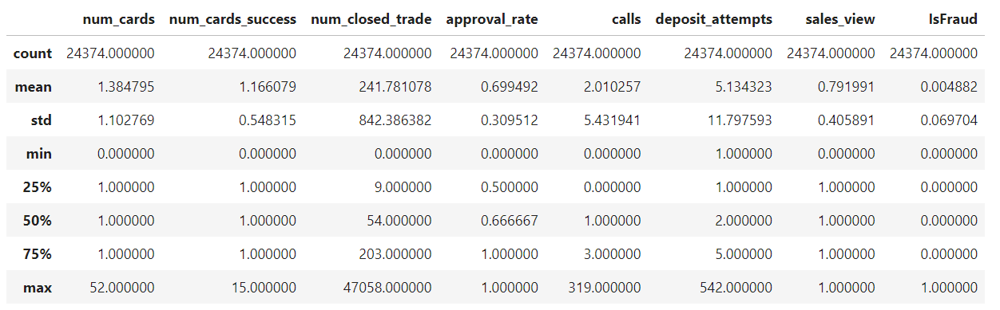 num_cards num_cards_success num_closed_trade approval_rate calls deposit_attempts sales_view IsFraud
count 24374.000000 24374.000000 24374.000000 24374.000000 24374.000000 24374.000000 24374.000000 24374.000000
mean 1.384795 1.166079 241.781078 0.699492 2.010257 5.134323 0.791991 0.004882
std 1.102769 0.548315 842.386382 0.309512 5.431941 11.797593 0.405891 0.069704
min 0.000000 0.000000 0.000000 0.000000 0.000000 1.000000 0.000000 0.000000
25% 1.000000 1.000000 9.000000 0.500000 0.000000 1.000000 1.000000 0.000000
50% 1.000000 1.000000 54.000000 0.666667 1.000000 2.000000 1.000000 0.000000
75% 1.000000 1.000000 203.000000 1.000000 3.000000 5.000000 1.000000 0.000000
max 52.000000 15.000000 47058.000000 1.000000 319.000000 542.000000 1.000000 1.000000